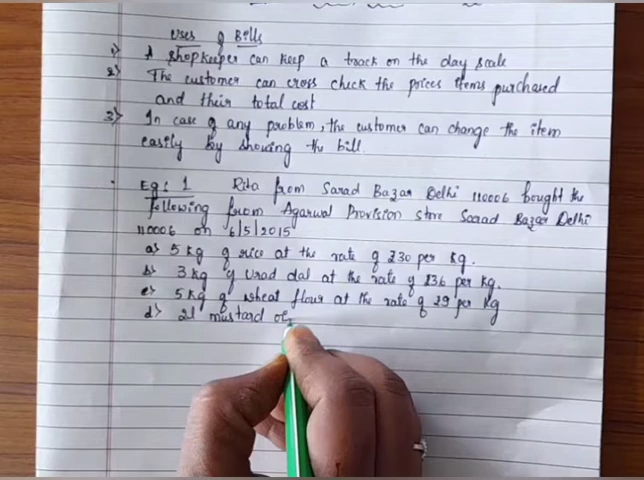 Uses of Bills
1) A shopkeeper can keep a track on the day scale
2) The customer can cross check the prices items purchased
and their total cost
3) In case of any problem, the customer can change the item
easily by showing the bill.
Eg: 1 Rita from Sarad Bazar Delhi 110006 bought the
following from Agarwal Provision store Sarad Bazar Delhi
110006 on 6/5/2015
a) 5 kg of rice at the rate of ₹30 per kg.
b) 3 kg of Urad dal at the rate of ₹36 per kg.
c) 5 kg of wheat flour at the rate of 29 per kg
d) 2l mustard oi